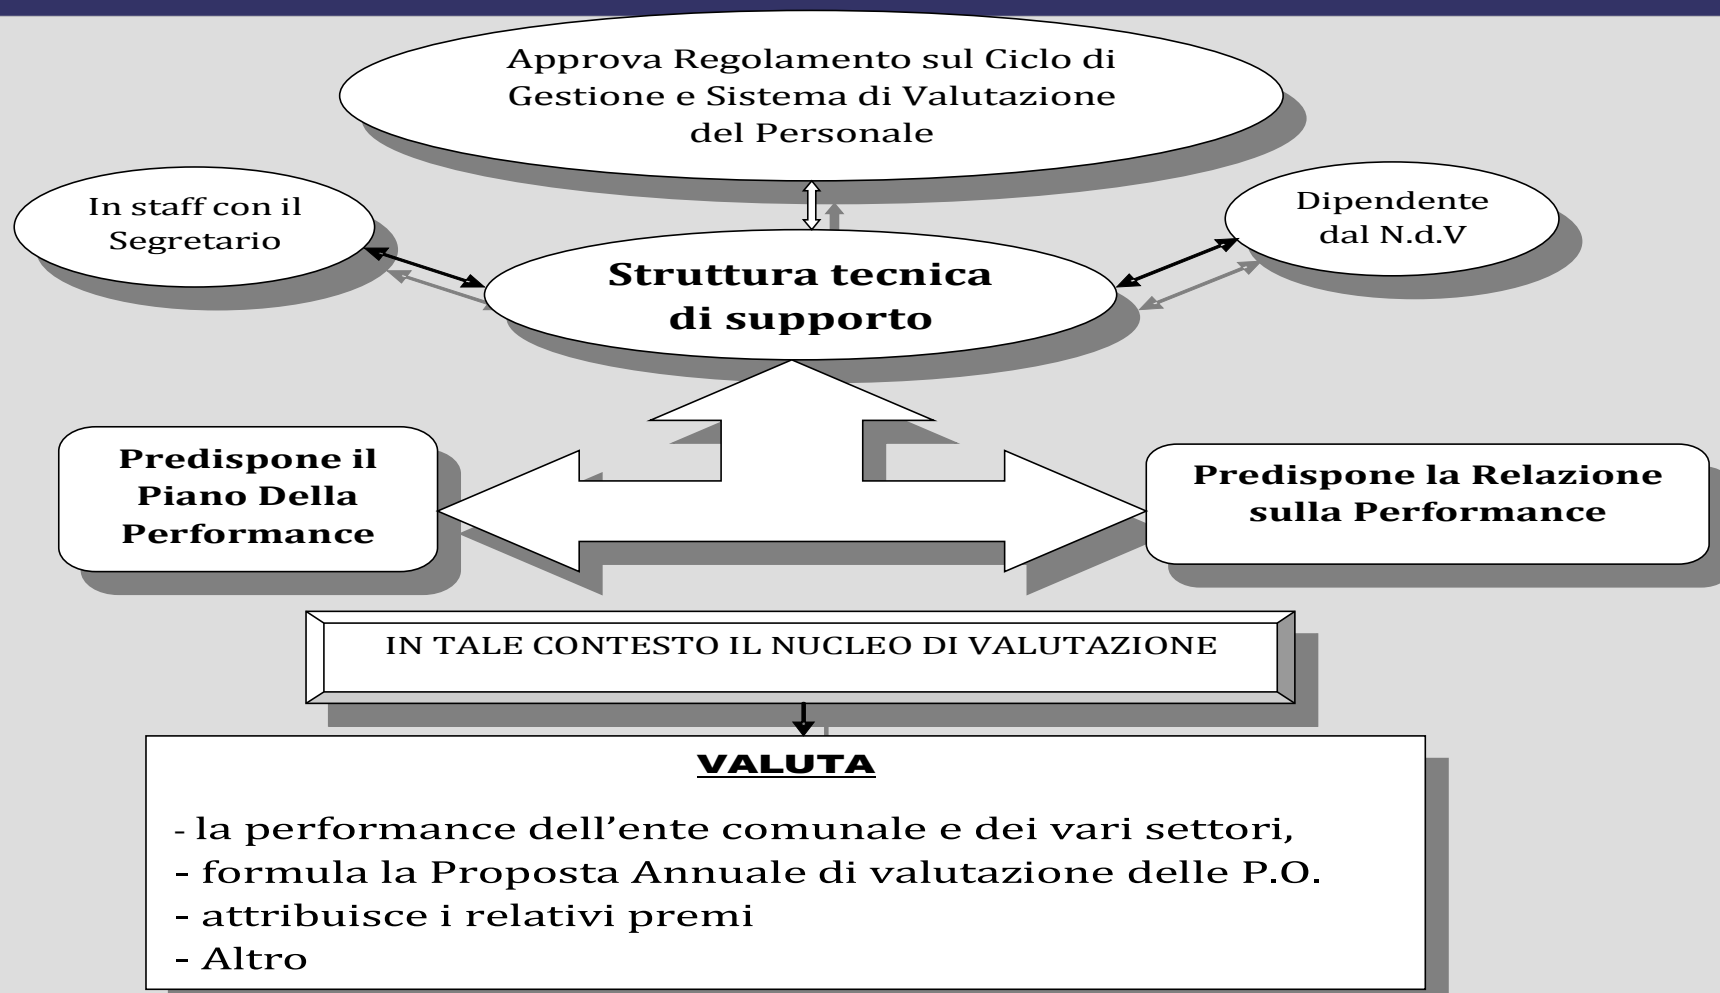 Approva Regolamento sul Ciclo di
Gestione e Sistema di Valutazione
del Personale
In staff con il
Segretario
Dipendente
dal N.d.V
Struttura tecnica
di supporto
Predispone il
Piano Della
Performance
Predispone la Relazione
sulla Performance
IN TALE CONTESTO IL NUCLEO DI VALUTAZIONE
VALUTA
- la performance dell’ente comunale e dei vari settori,
- formula la Proposta Annuale di valutazione delle P.O.
- attribuisce i relativi premi
- Altro